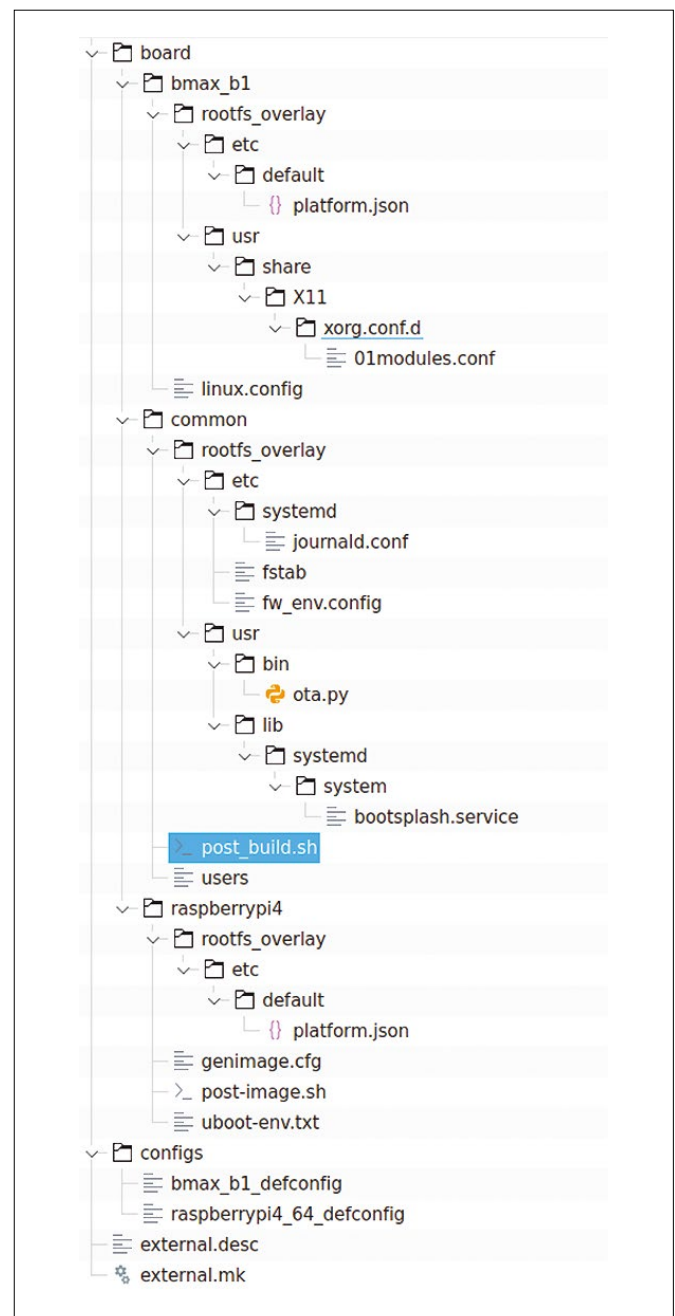 board
bmax_b1
rootfs_overlay
etc
default
platform.json
usr
share
X11
xorg.conf.d
01modules.conf
linux.config
common
rootfs_overlay
etc
systemd
journald.conf
fstab
fw_env.config
usr
bin
ota.py
lib
systemd
system
bootsplash.service
post_build.sh
users
raspberrypi4
rootfs_overlay
etc
default
platform.json
genimage.cfg
post-image.sh
uboot-env.txt
configs
bmax_b1_defconfig
raspberrypi4_64_defconfig
external.desc
external.mk